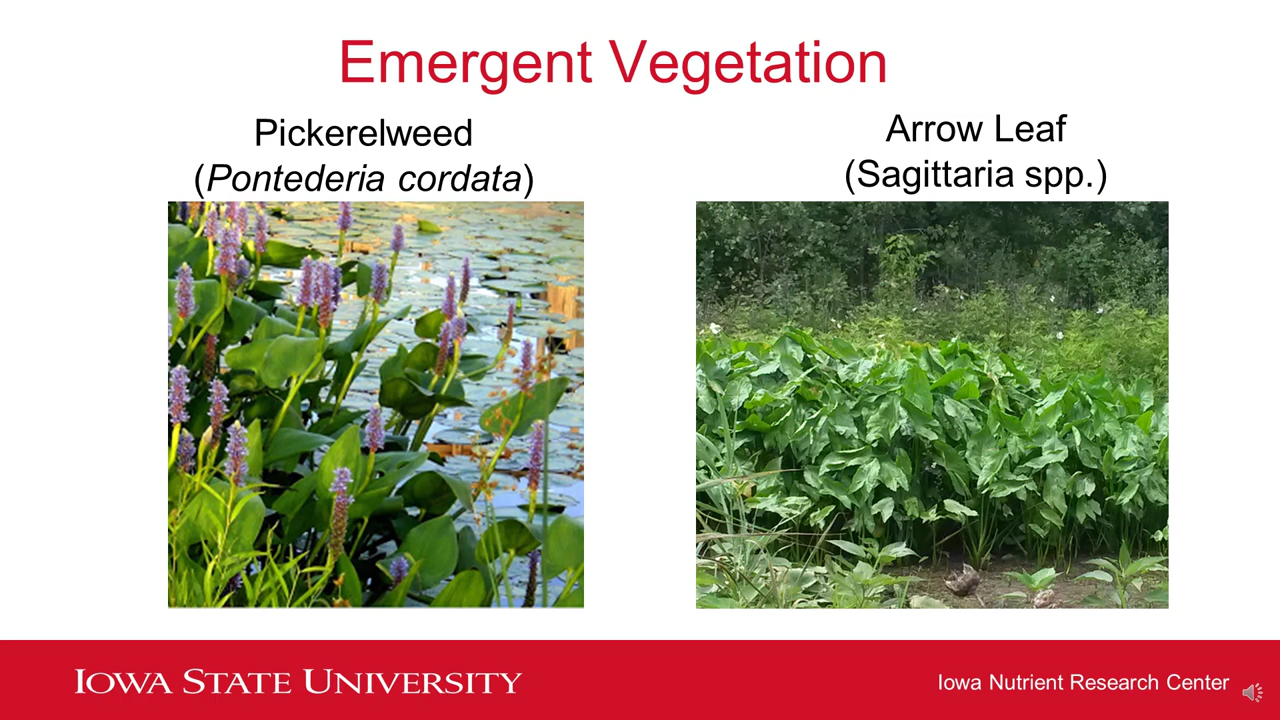 Emergent Vegetation
Pickerelweed
(Pontederia cordata)
Arrow Leaf
(Sagittaria spp.)
IOWA STATE UNIVERSITY
Iowa Nutrient Research Center